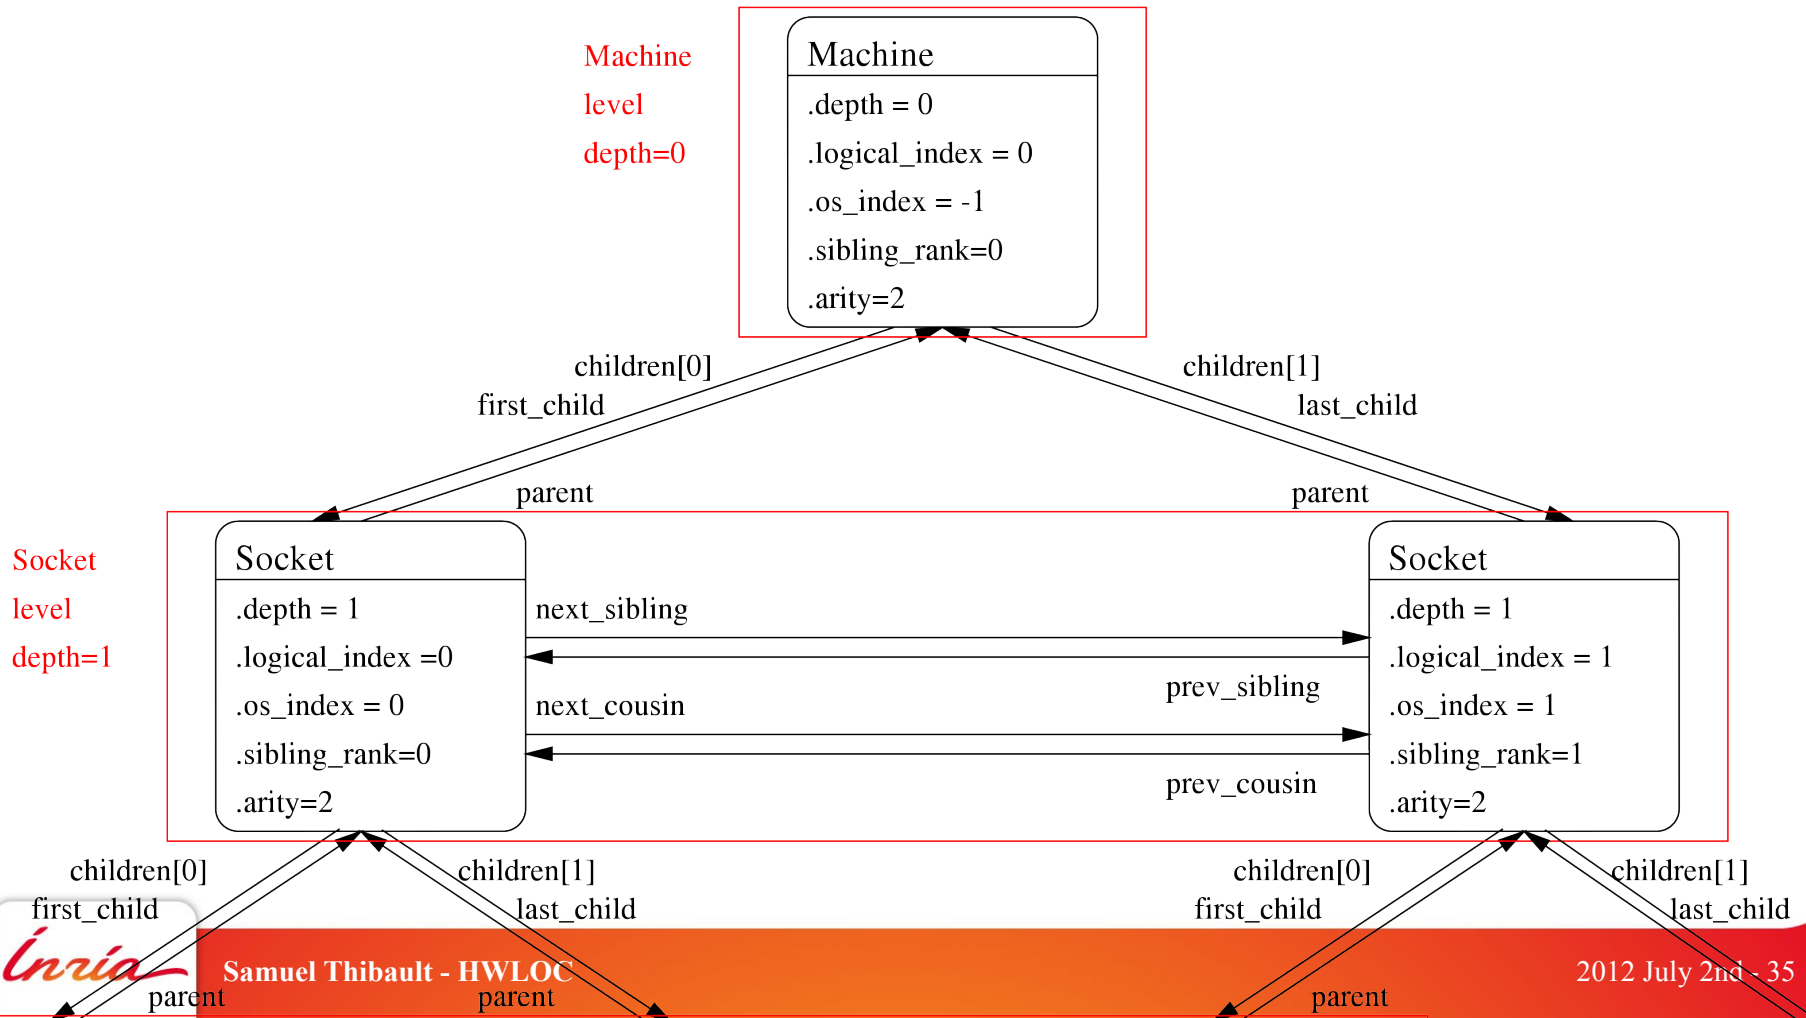 Machine
level
depth=0
Machine
.depth = 0
.logical_index = 0
.os_index = -1
.sibling_rank=0
.arity=2
children[0]
first_child
parent
children[1]
last_child
parent
Socket
level
depth=1
Socket
.depth = 1
.logical_index =0
.os_index = 0
.sibling_rank=0
.arity=2
next_sibling
prev_sibling
next_cousin
prev_cousin
Socket
.depth = 1
.logical_index = 1
.os_index = 1
.sibling_rank=1
.arity=2
children[0]
first_child
parent
children[1]
last_child
parent
children[0]
first_child
parent
children[1]
last_child
Inria
Samuel Thibault - HWLOC
2012 July 2nd - 35